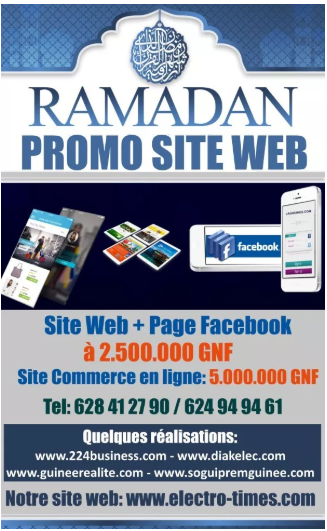 RAMADAN
PROMO SITE WEB
facebook
Site Web + Page Facebook
à 2.500.000 GNF
Site Commerce en ligne: 5.000.000 GNF
Tel: 628 41 27 90 / 624 94 94 61
Quelques réalisations:
www.224business.com - www.diakelec.com
www.guineerealite.com - www.soguipremguinee.com
Notre site web: www.electro-times.com